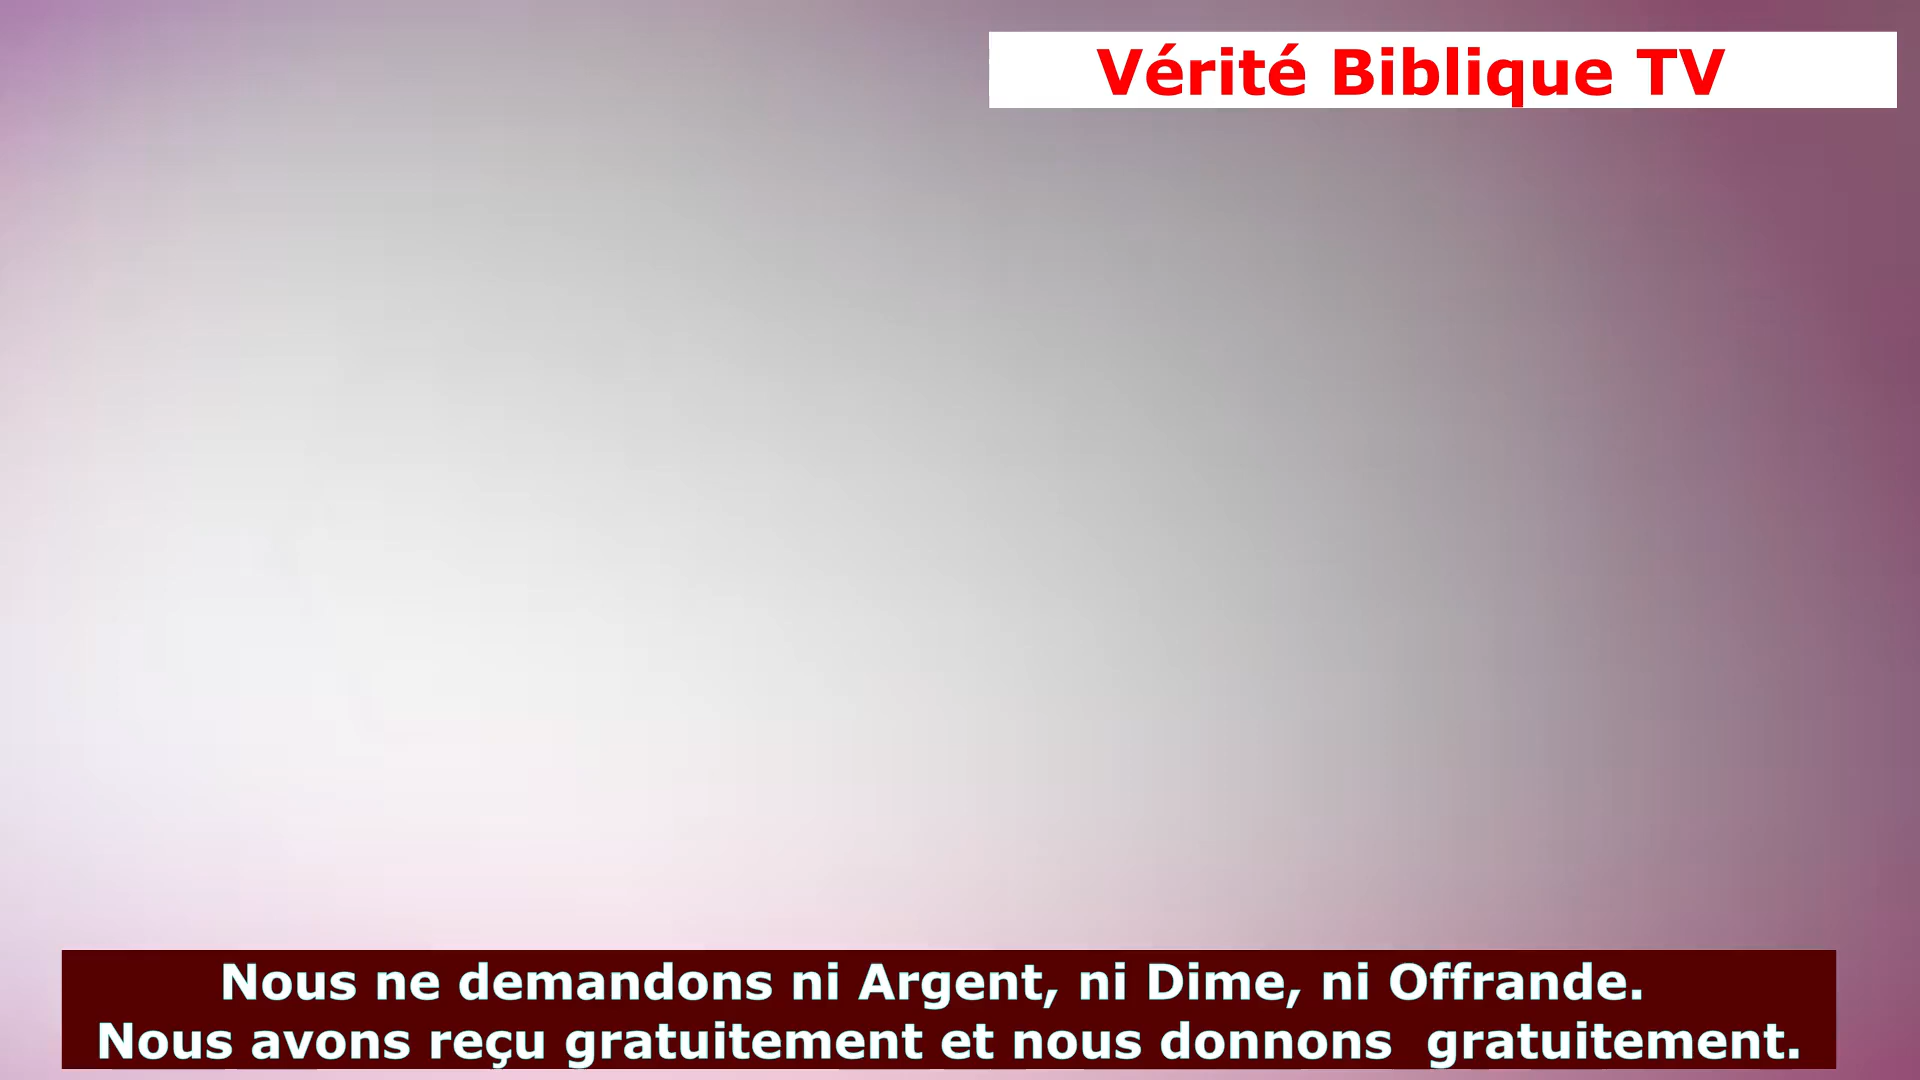 Vérité Biblique TV
Nous ne demandons ni Argent, ni Dime, ni Offrande.
Nous avons reçu gratuitement et nous donnons  gratuitement.